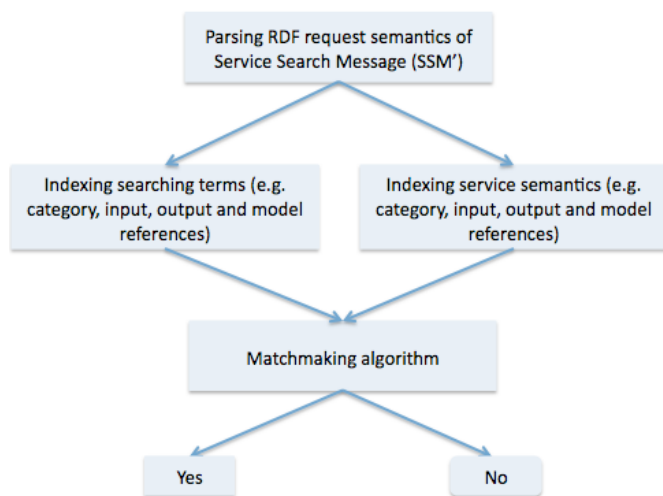 Parsing RDF request semantics of
Service Search Message (SSM’)
Indexing searching terms (e.g.
category, input, output and model
references)
Indexing service semantics (e.g.
category, input, output and model
references)
Matchmaking algorithm
Yes
No